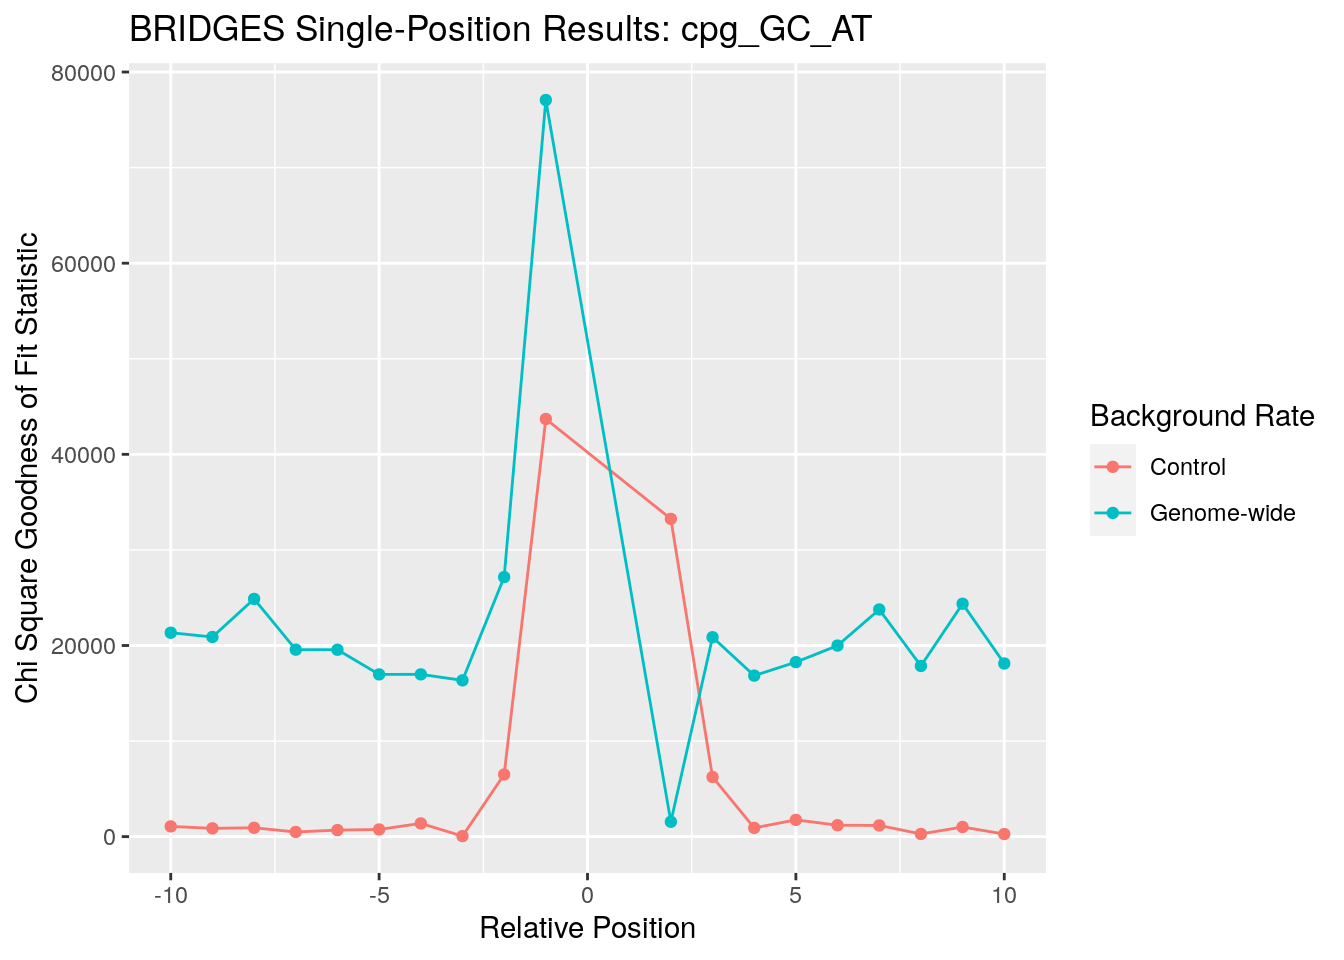 BRIDGES Single-Position Results: cpg_GC_AT
Chi Square Goodness of Fit Statistic
80000
60000
40000
20000
0
-10
-5
0
5
10
Relative Position
Background Rate
Control
Genome-wide